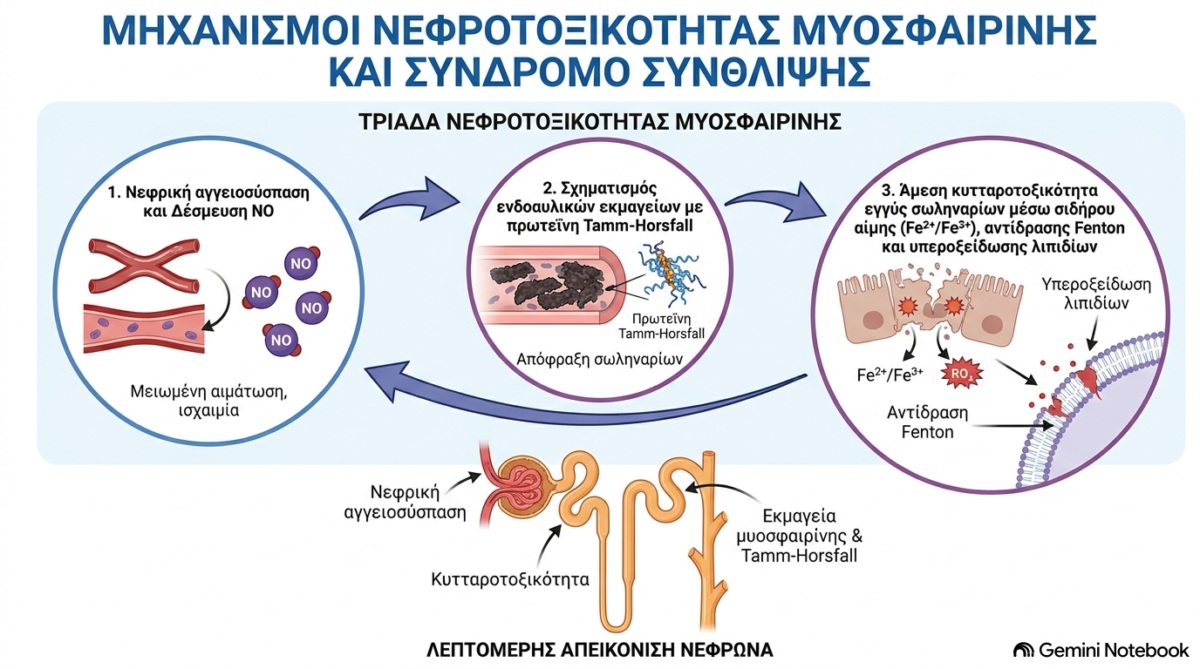 ΜΗΧΑΝΙΣΜΟΙ ΝΕΦΡΟΤΟΞΙΚΟΤΗΤΑΣ ΜΥΟΣΦΑΙΡΙΝΗΣ
ΚΑΙ ΣΥΝΔΡΟΜΟ ΣΥΝΘΛΙΨΗΣ
ΤΡΙΑΔΑ ΝΕΦΡΟΤΟΞΙΚΟΤΗΤΑΣ ΜΥΟΣΦΑΙΡΙΝΗΣ
1. Νεφρική αγγειοσύσπαση
και Δέσμευση NO
NO
NO
NO
NO
Μειωμένη αιμάτωση,
ισχαιμία
2. Σχηματισμός
ενδοαυλικών εκμαγείων με
πρωτεΐνη Tamm-Horsfall
Πρωτεΐνη
Tamm-Horsfall
Απόφραξη σωληναρίων
3. Άμεση κυτταροτοξικότητα
εγγύς σωληναρίων μέσω σιδήρου
αίμης (Fe²⁺/Fe³⁺), αντίδρασης Fenton
και υπεροξείδωσης λιπιδίων
Υπεροξείδωση
λιπιδίων
Fe²⁺/Fe³⁺
Αντίδραση
Fenton
Νεφρική
αγγειοσύσπαση
Κυτταροτοξικότητα
Εκμαγεία
μυοσφαιρίνης &
Tamm-Horsfall
ΛΕΠΤΟΜΕΡΗΣ ΑΠΕΙΚΟΝΙΣΗ ΝΕΦΡΩΝΑ
Gemini Notebook